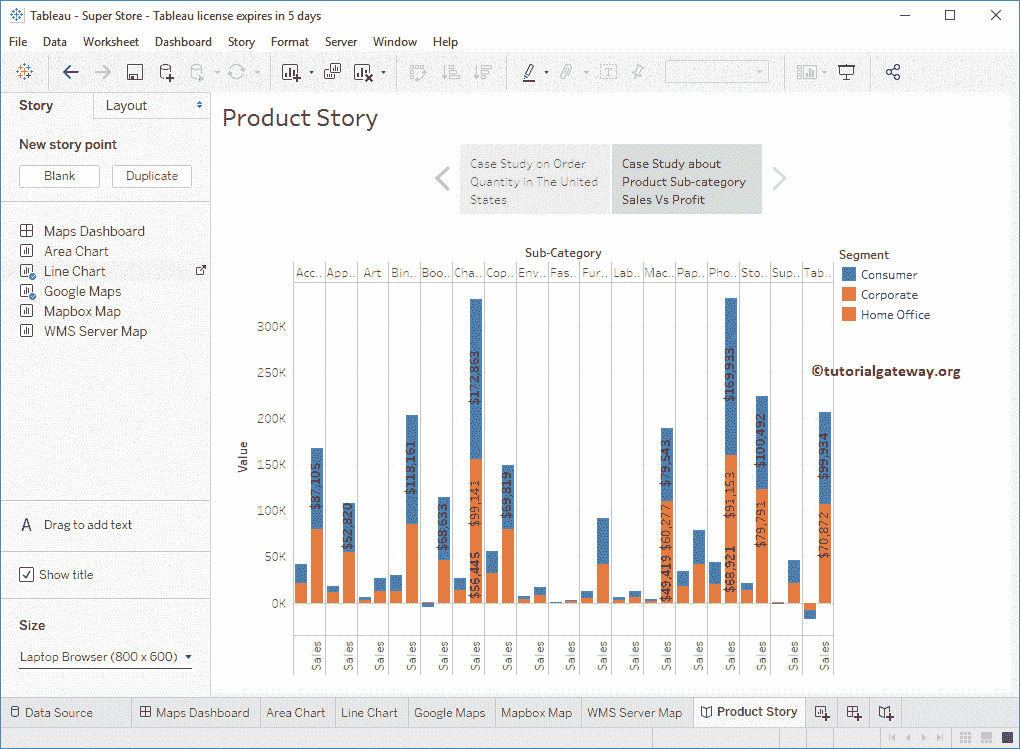 Tableau - Super Store - Tableau license expires in 5 days
File Data Worksheet Dashboard Story Format Server Window Help
Story Layout
New story point
Blank Duplicate
Maps Dashboard
Area Chart
Line Chart
Google Maps
Mapbox Map
WMS Server Map
A Drag to add text
Show title
Size
Laptop Browser (800 x 600)
Product Story
Case Study on Order
Quantity in The United
States
Case Study about
Product Sub-category
Sales Vs Profit
Sub-Category
Acc.. App.. Art Bin.. Boo.. Cha.. Cop.. Env.. Fas.. Fur.. Lab.. Mac.. Pap.. Pho.. Sto.. Sup.. Tab..
Value
300K
250K
200K
150K
100K
50K
0K
$87,105
$52,820
$118,161
$68,633
$172,863
$99,141
$56,445
$69,819
$79,543
$60,277
$49,419
$169,933
$91,153
$68,921
$100,492
$79,791
$99,934
$70,872
Sales Sales Sales Sales Sales Sales Sales Sales Sales Sales Sales Sales Sales Sales Sales Sales Sales
Segment
Consumer
Corporate
Home Office
©tutorialgateway.org
Data Source Maps Dashboard Area Chart Line Chart Google Maps Mapbox Map WMS Server Map Product Story